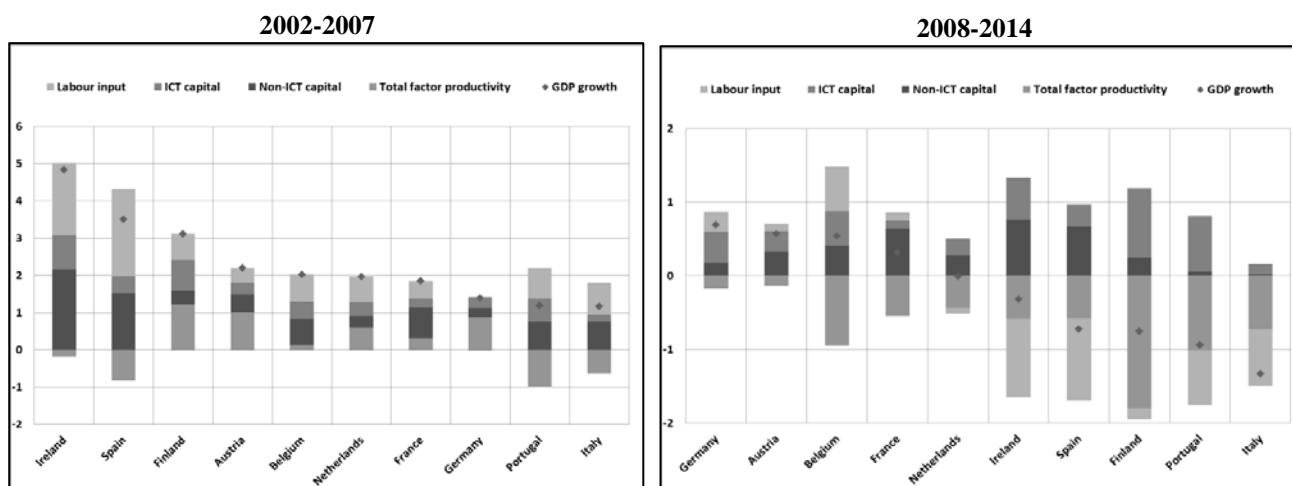 2002-2007
Labour input ICT capital Non-ICT capital Total factor productivity GDP growth
6
5
4
3
2
1
0
-1
-2
Ireland
Spain
Finland
Austria
Belgium
Netherlands
France
Germany
Portugal
Italy
2008-2014
Labour input ICT capital Non-ICT capital Total factor productivity GDP growth
2
1
0
-1
-2
Germany
Austria
Belgium
France
Netherlands
Ireland
Spain
Finland
Portugal
Italy